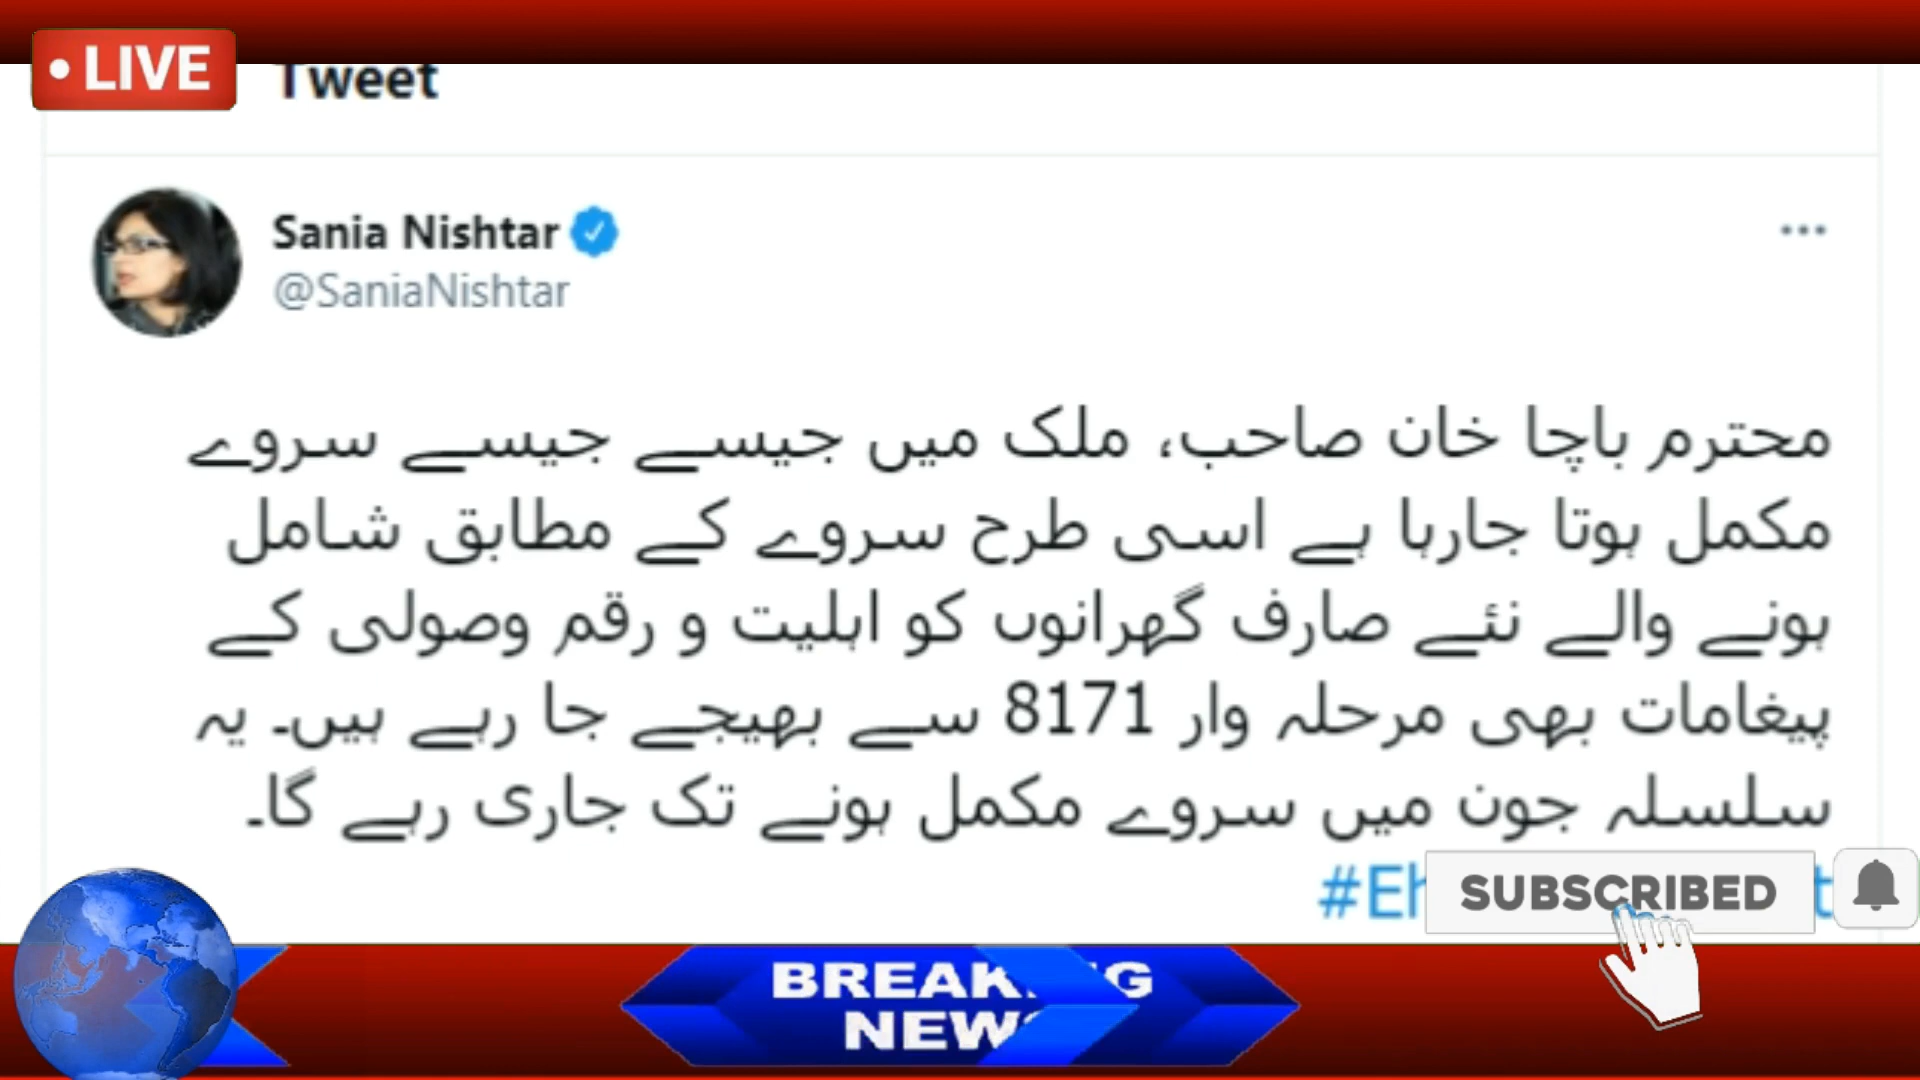 LIVE
Tweet
Sania Nishtar
@SaniaNishtar
محترم باچا خان صاحب، ملک میں جیسے جیسے سروے
مکمل ہوتا جارہا ہے اسی طرح سروے کے مطابق شامل
ہونے والے نئے صارف گھرانوں کو اہلیت و رقم وصولی کے
پیغامات بھی مرحلہ وار 8171 سے بھیجے جا رہے ہیں۔ یہ
سلسلہ جون میں سروے مکمل ہونے تک جاری رہے گا۔
SUBSCRIBED
BREAKING
NEWS